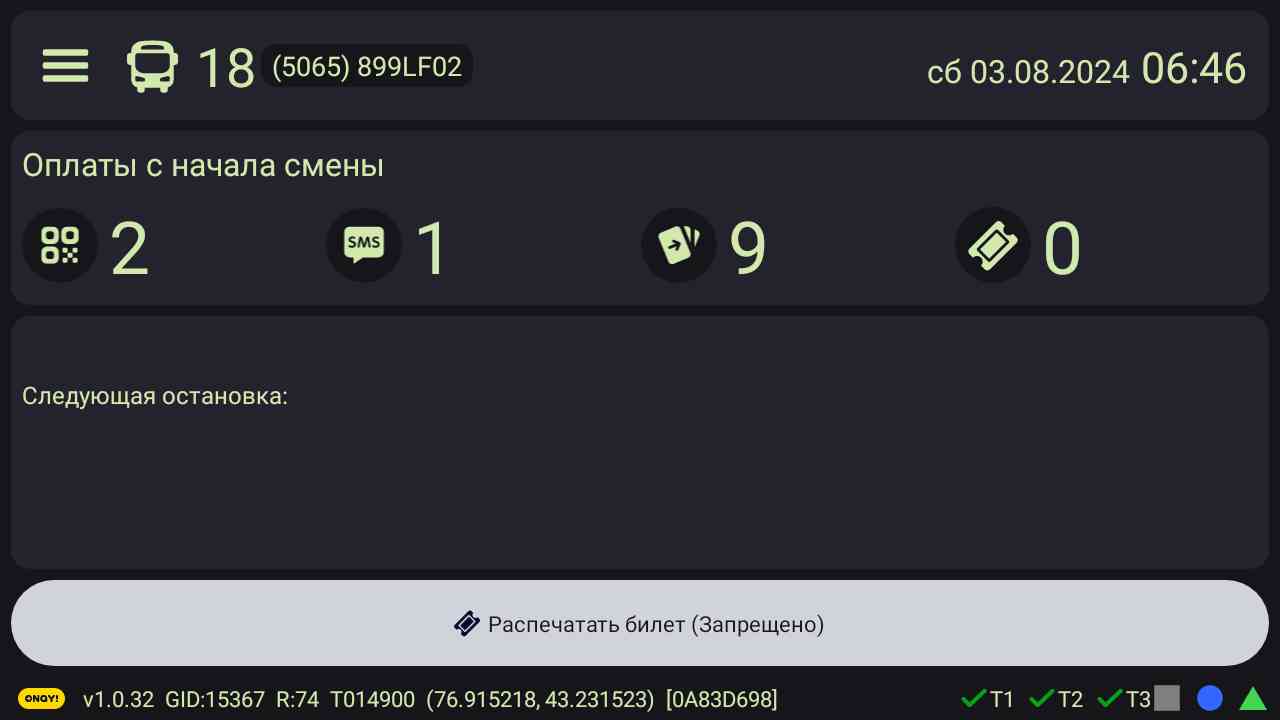 18 (5065) 899LF02 сб 03.08.2024 06:46
Оплаты с начала смены
2 SMS 1 9 0
Следующая остановка:
Распечатать билет (Запрещено)
ONAY! v1.0.32 GID:15367 R:74 T014900 (76.915218, 43.231523) [0A83D698] T1 T2 T3